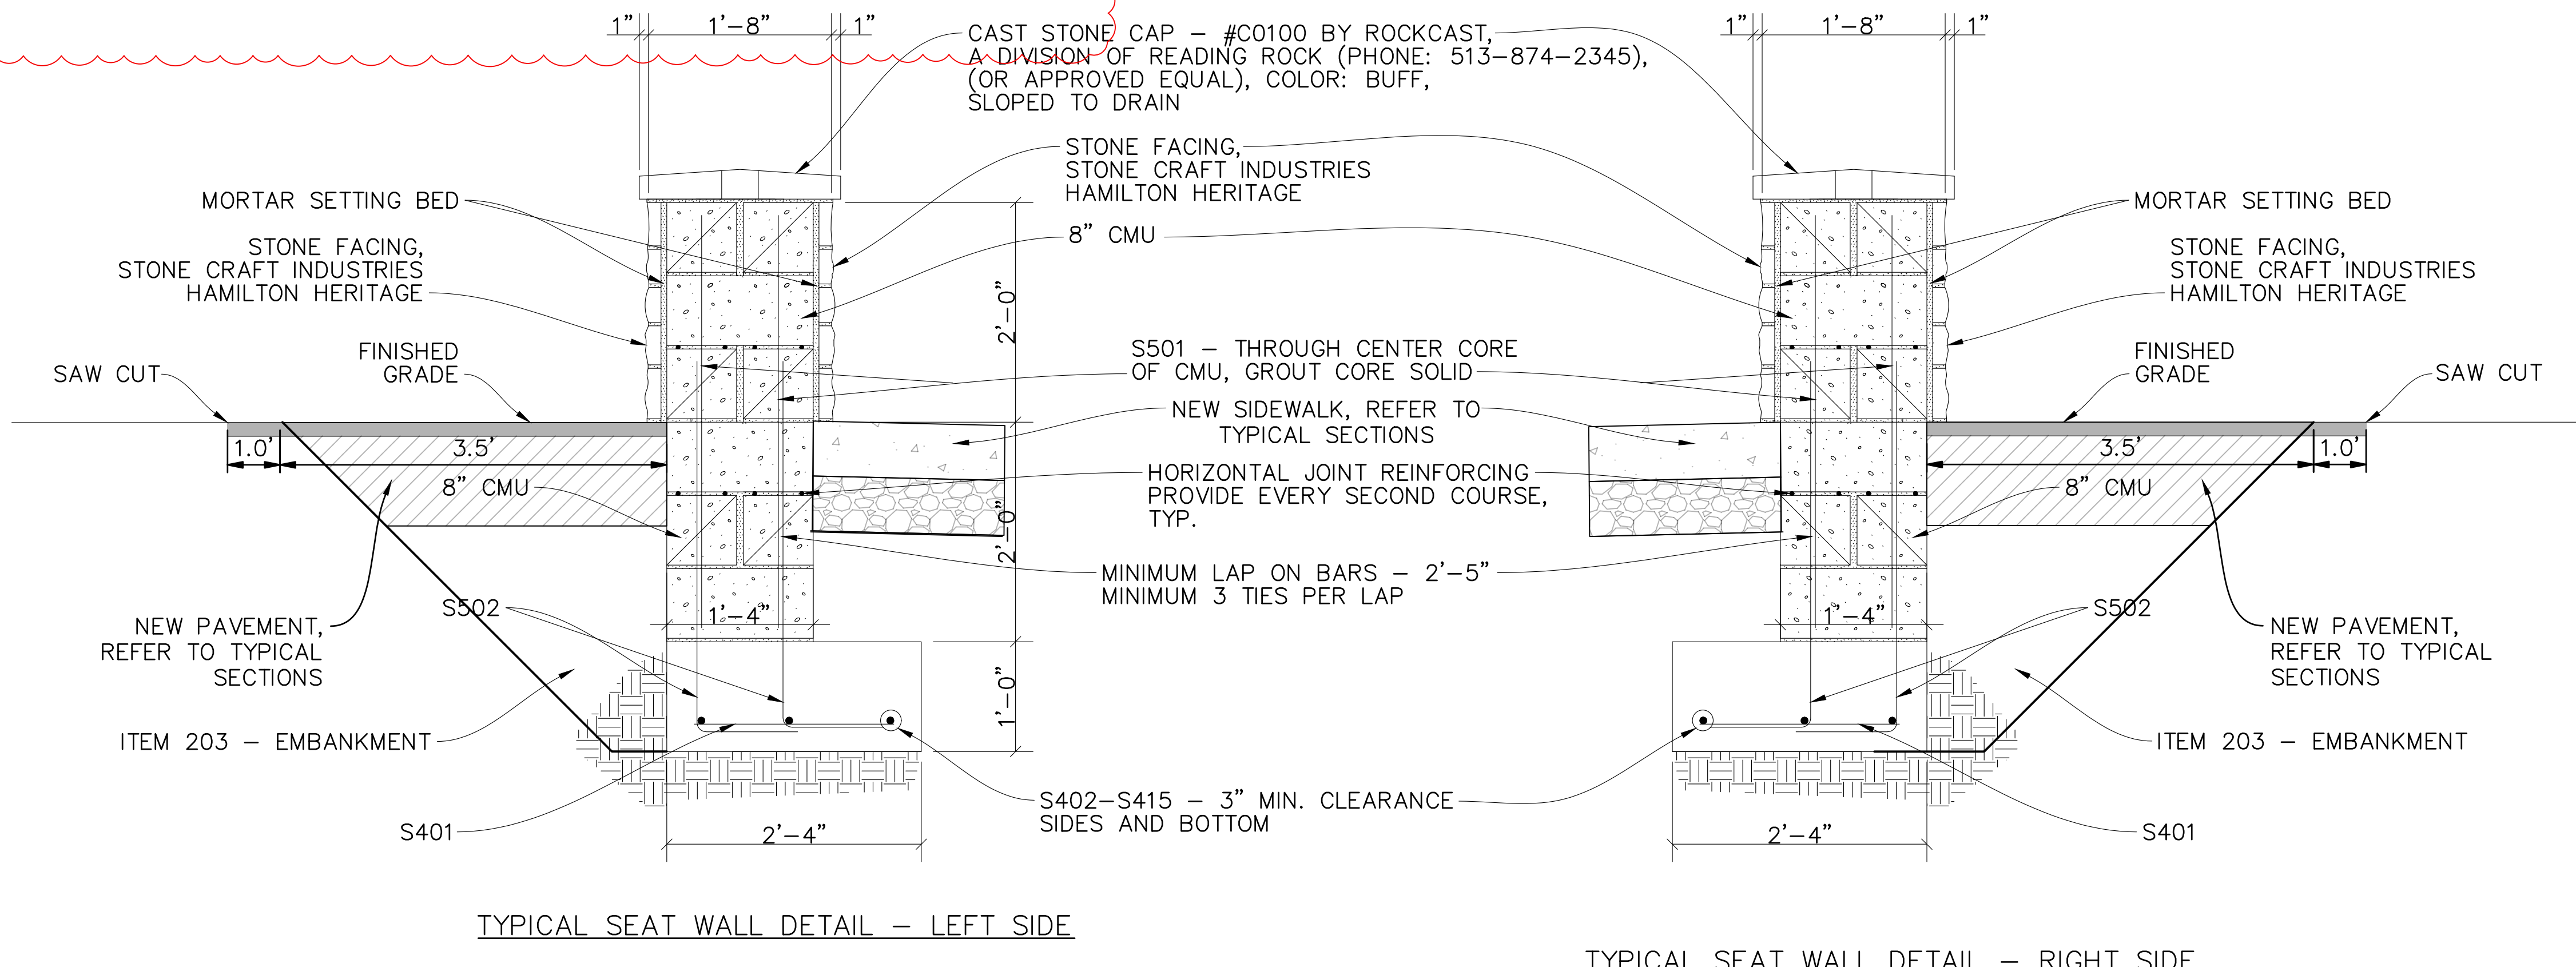 1” 1’-8” 1”
CAST STONE CAP – #C0100 BY ROCKCAST,
A DIVISION OF READING ROCK (PHONE: 513-874-2345),
(OR APPROVED EQUAL), COLOR: BUFF,
SLOPED TO DRAIN
1” 1’-8” 1”
STONE FACING,
STONE CRAFT INDUSTRIES
HAMILTON HERITAGE
MORTAR SETTING BED
STONE FACING,
STONE CRAFT INDUSTRIES
HAMILTON HERITAGE
8” CMU
MORTAR SETTING BED
STONE FACING,
STONE CRAFT INDUSTRIES
HAMILTON HERITAGE
2’-0”
FINISHED
GRADE
SAW CUT
S501 – THROUGH CENTER CORE
OF CMU, GROUT CORE SOLID
FINISHED
GRADE
SAW CUT
NEW SIDEWALK, REFER TO
TYPICAL SECTIONS
1.0’ 3.5’
3.5’ 1.0’
8” CMU
HORIZONTAL JOINT REINFORCING
PROVIDE EVERY SECOND COURSE,
TYP.
8” CMU
2’-0”
MINIMUM LAP ON BARS – 2’-5”
MINIMUM 3 TIES PER LAP
S502
1’-4”
1’-4”
S502
NEW PAVEMENT,
REFER TO TYPICAL
SECTIONS
NEW PAVEMENT,
REFER TO TYPICAL
SECTIONS
1’-0”
ITEM 203 – EMBANKMENT
ITEM 203 – EMBANKMENT
S402-S415 – 3” MIN. CLEARANCE
SIDES AND BOTTOM
S401
2’-4”
2’-4”
S401
TYPICAL SEAT WALL DETAIL – LEFT SIDE
TYPICAL SEAT WALL DETAIL – RIGHT SIDE